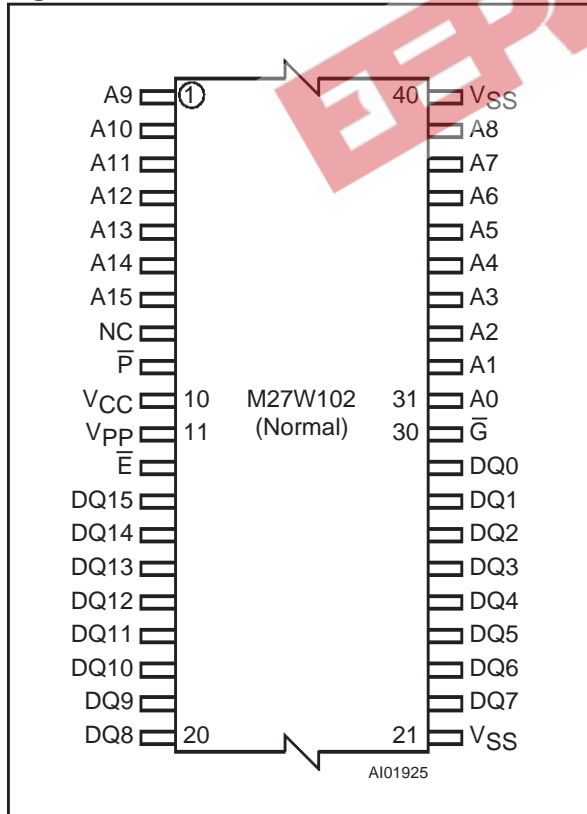 A9 1 40 VSS
A10 A8
A11 A7
A12 A6
A13 A5
A14 A4
A15 A3
NC A2
P̅ A1
VCC 10 M27W102 31 A0
VPP 11 (Normal) 30 G̅
E̅ DQ0
DQ15 DQ1
DQ14 DQ2
DQ13 DQ3
DQ12 DQ4
DQ11 DQ5
DQ10 DQ6
DQ9 DQ7
DQ8 20 21 VSS
AI01925